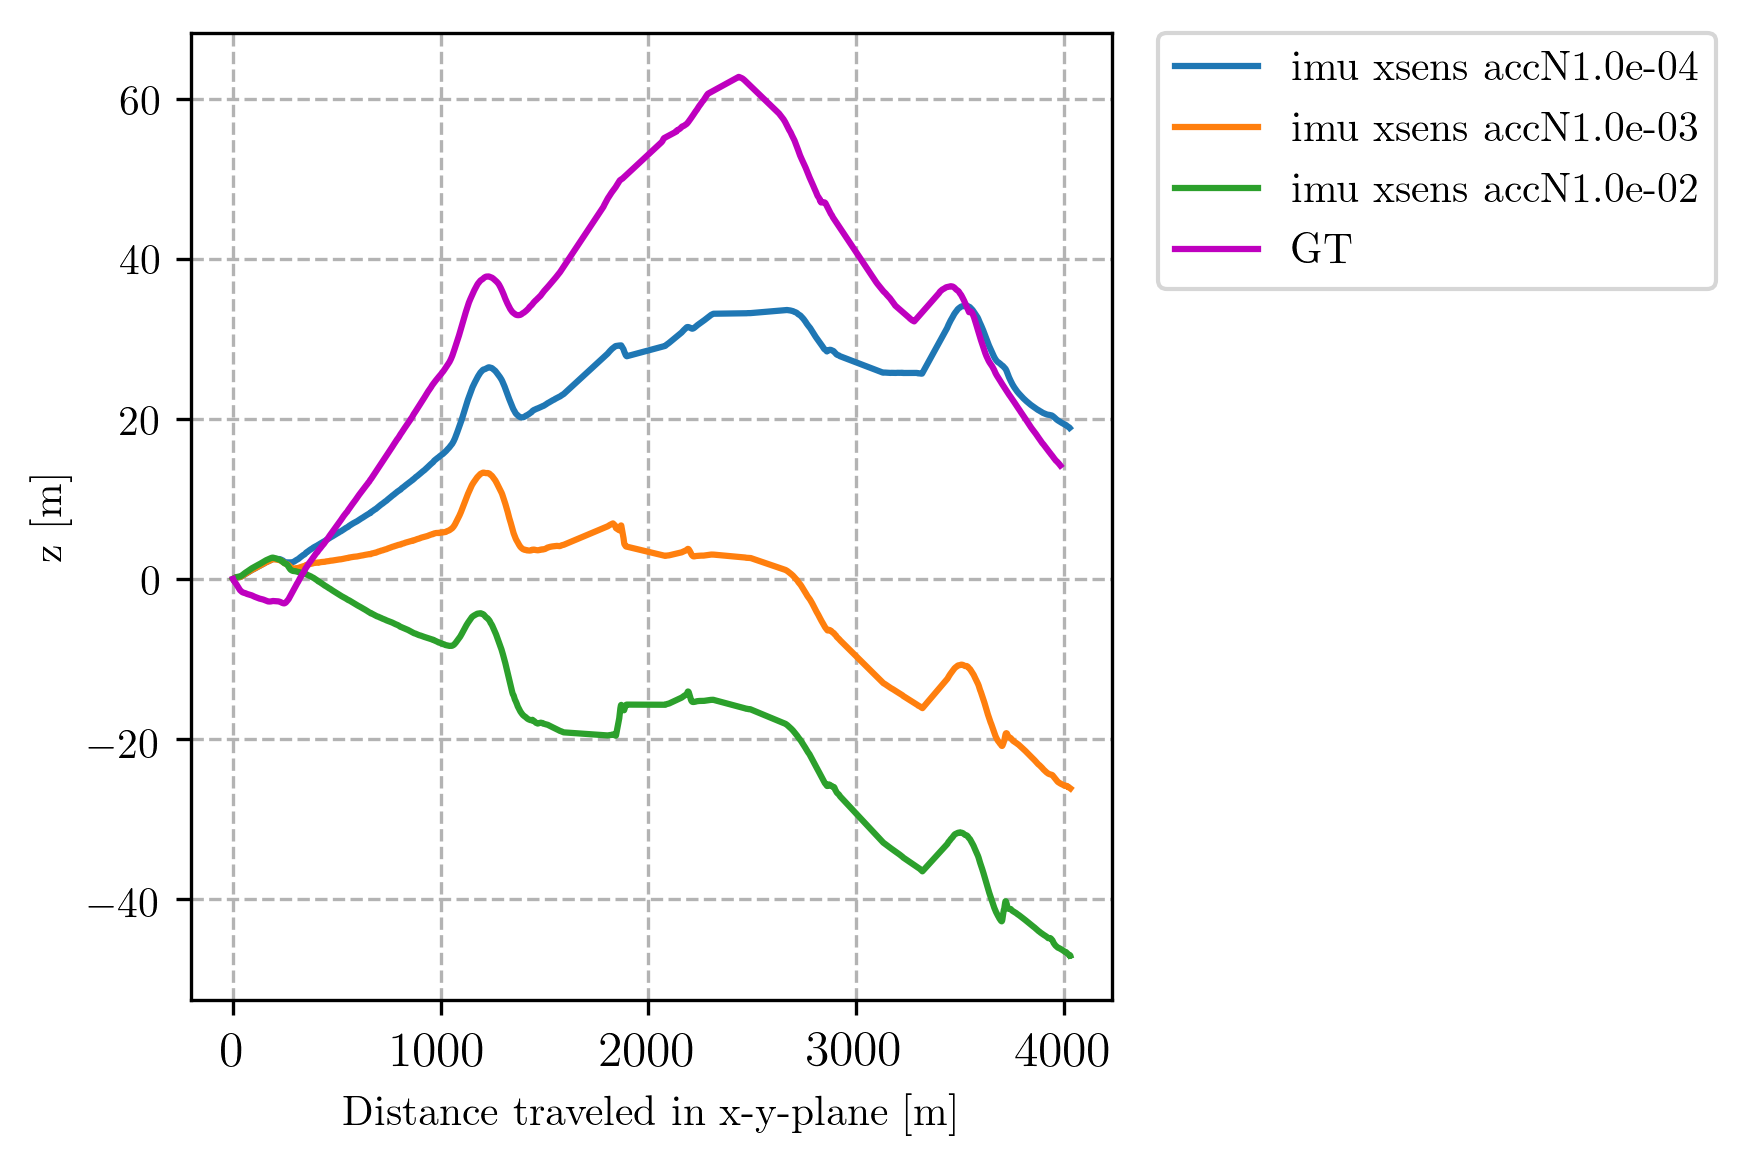 imu xsens accN1.0e-04
imu xsens accN1.0e-03
imu xsens accN1.0e-02
GT
60
40
20
0
−20
−40
z [m]
0 1000 2000 3000 4000
Distance traveled in x-y-plane [m]